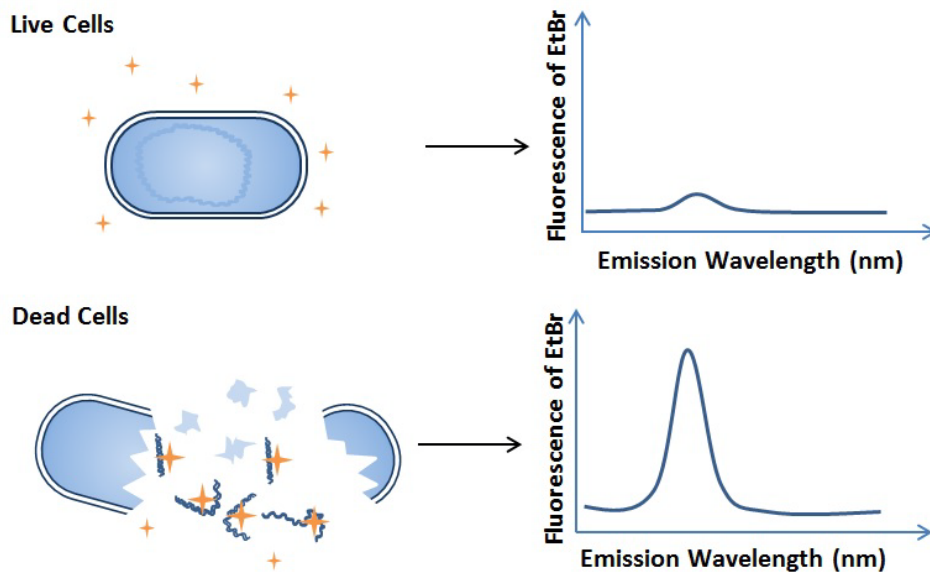 Live Cells
Fluorescence of EtBr
Emission Wavelength (nm)
Dead Cells
Fluorescence of EtBr
Emission Wavelength (nm)